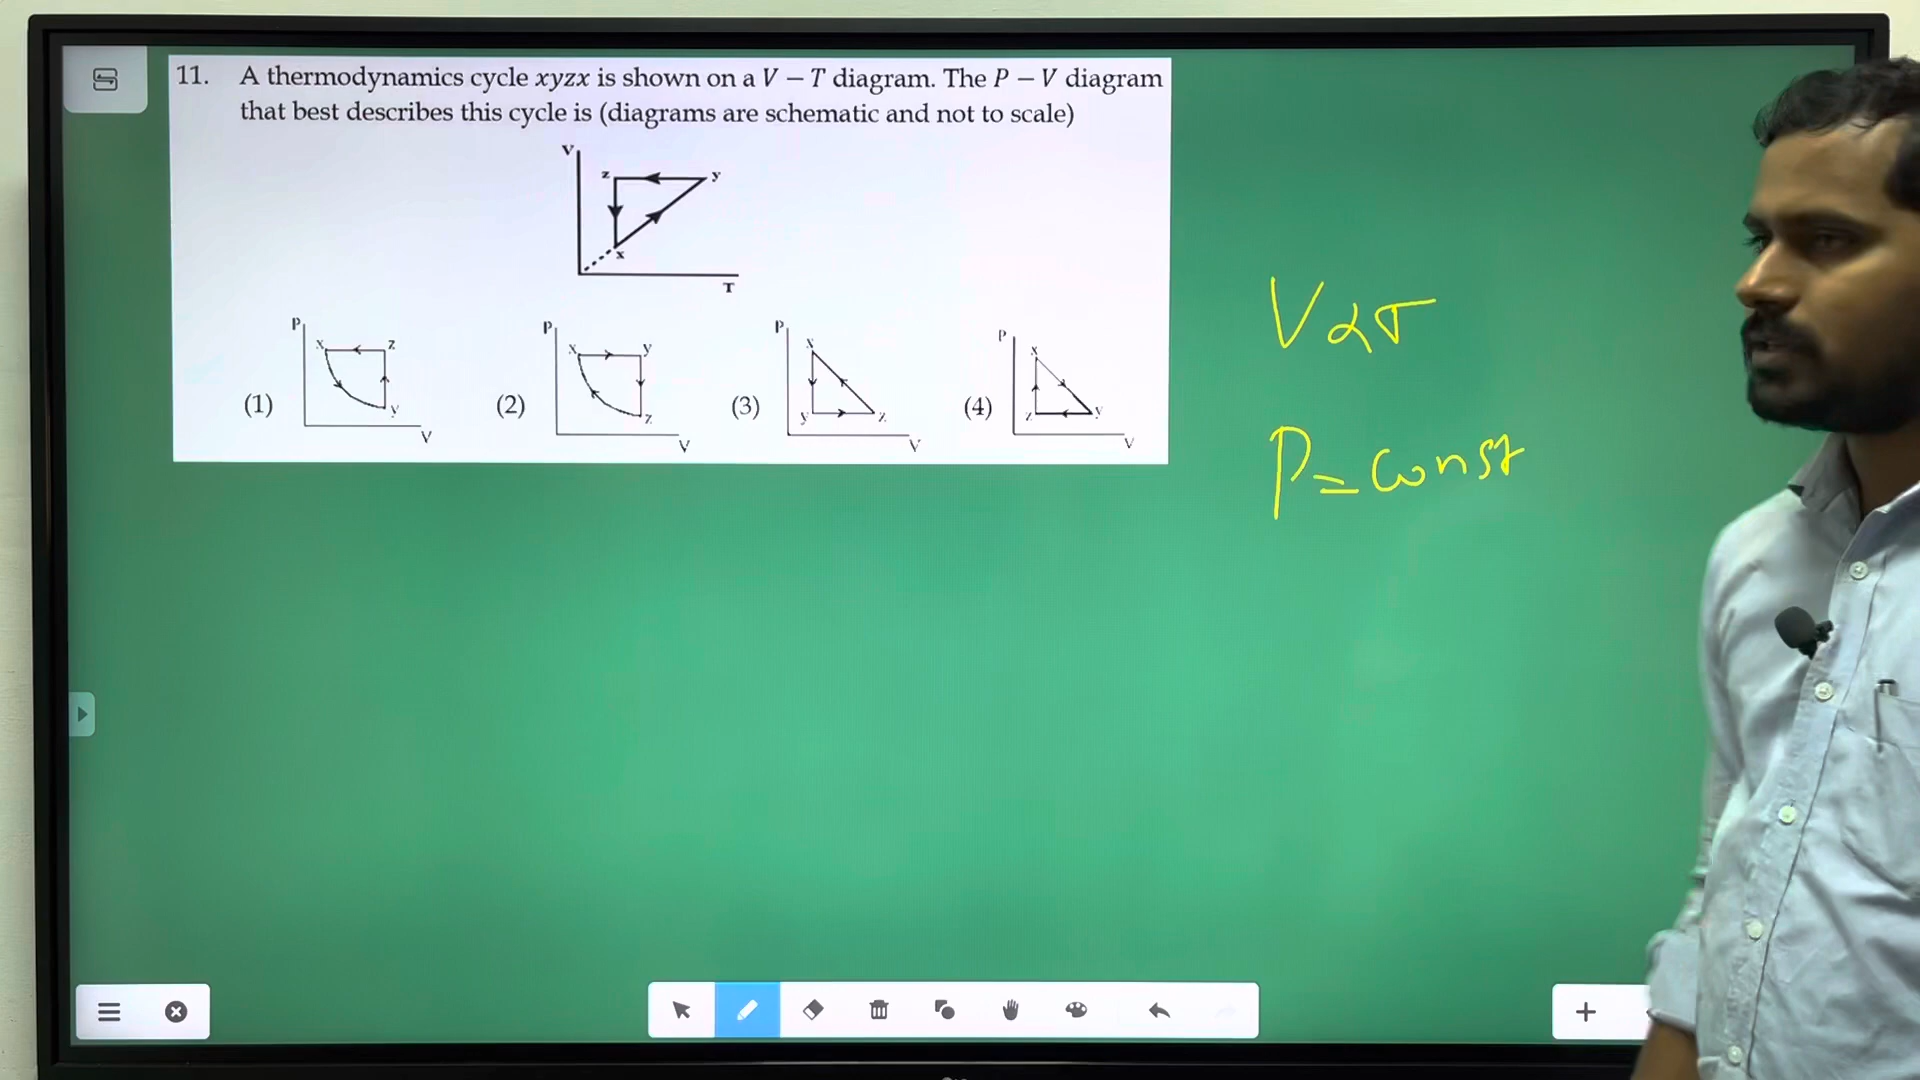 11. A thermodynamics cycle xyzx is shown on a V – T diagram. The P – V diagram
that best describes this cycle is (diagrams are schematic and not to scale)
V
z y
x
T
P P P P
x z x y x x
(1) (2) (3) (4)
y z y z z y
V V V V
V ∝ T
P = const